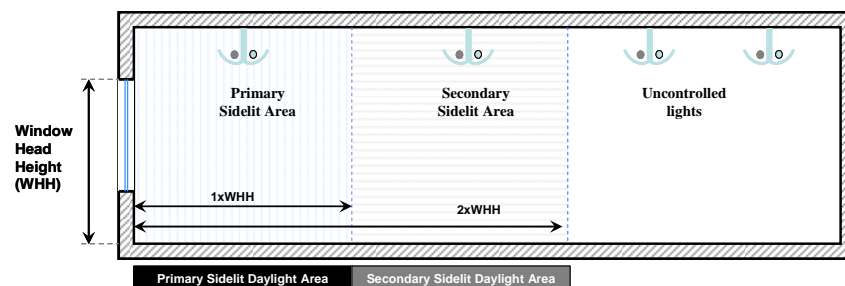 Primary
Sidelit Area
Secondary
Sidelit Area
Uncontrolled
lights
Window
Head
Height
(WHH)
1xWHH
2xWHH
Primary Sidelit Daylight Area
Secondary Sidelit Daylight Area